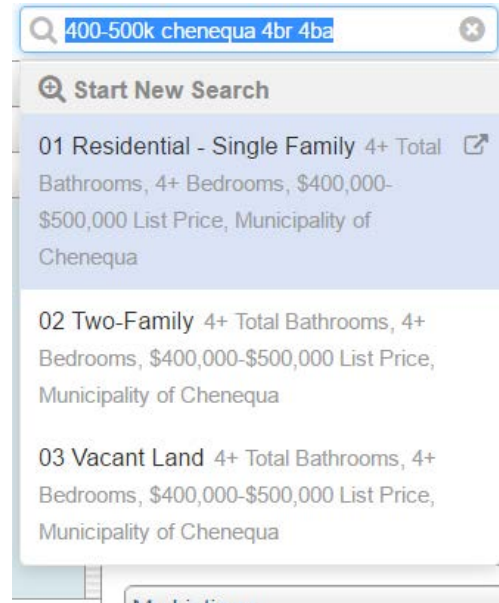 400-500k chenequa 4br 4ba
Start New Search
01 Residential - Single Family 4+ Total
Bathrooms, 4+ Bedrooms, $400,000-
$500,000 List Price, Municipality of
Chenequa
02 Two-Family 4+ Total Bathrooms, 4+
Bedrooms, $400,000-$500,000 List Price,
Municipality of Chenequa
03 Vacant Land 4+ Total Bathrooms, 4+
Bedrooms, $400,000-$500,000 List Price,
Municipality of Chenequa